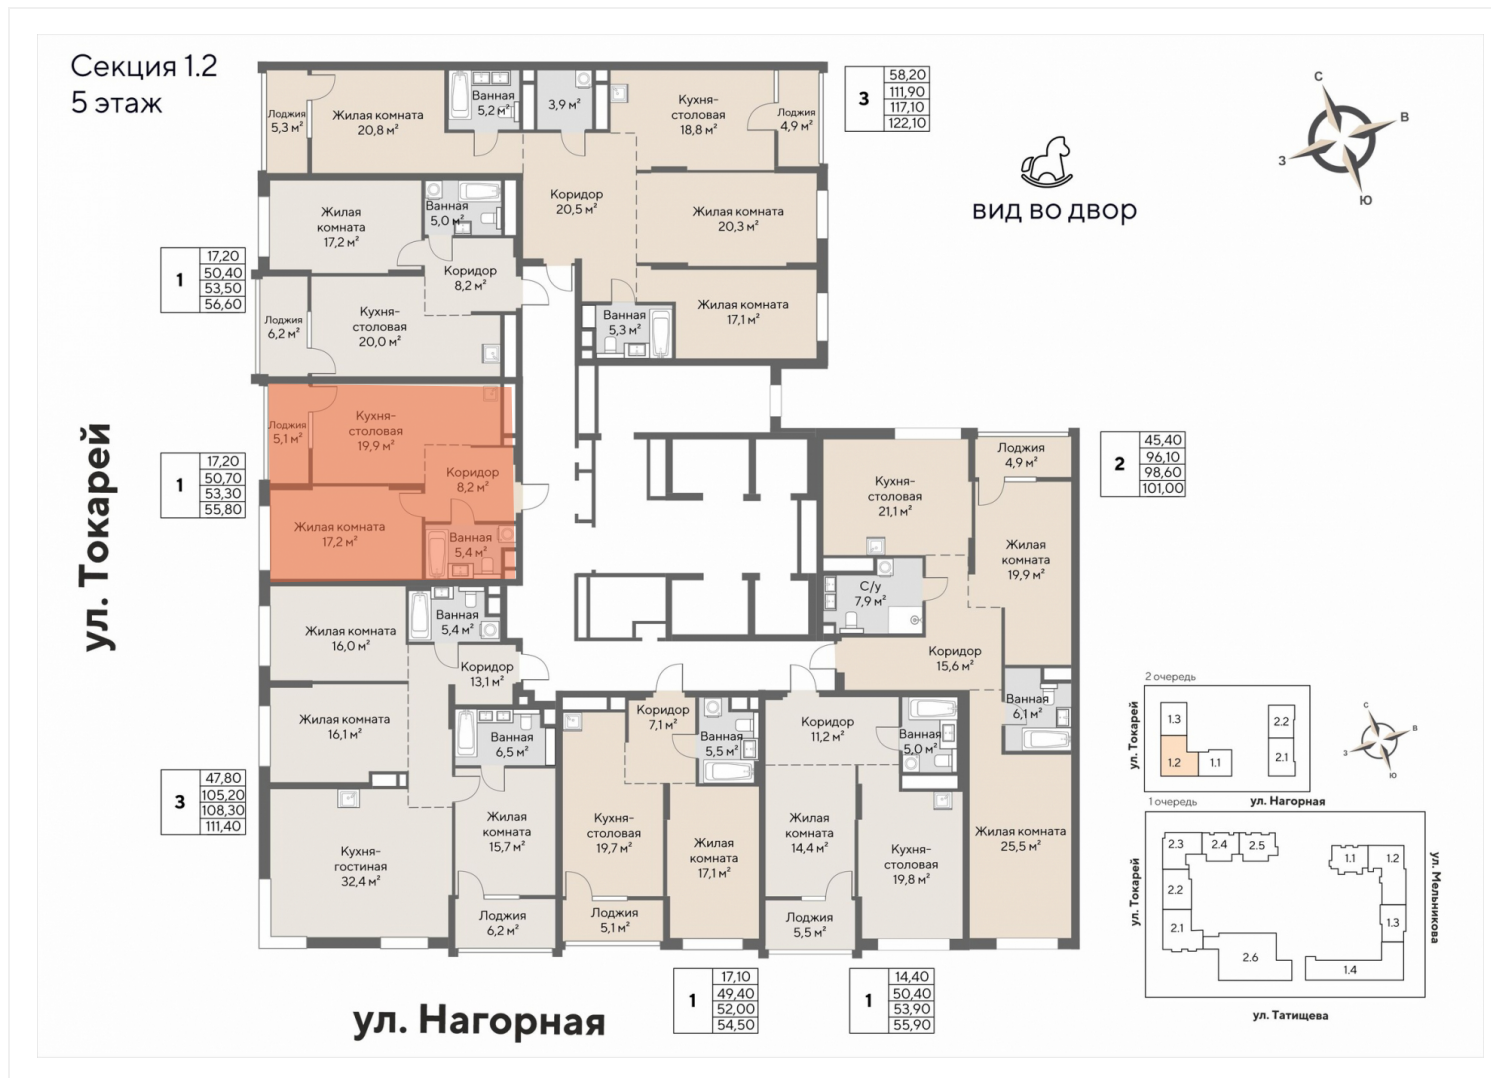 Секция 1.2
5 этаж
Лоджия
5,3 м²
Жилая комната
20,8 м²
Ванная
5,2 м²
3,9 м²
Кухня-
столовая
18,8 м²
Лоджия
4,9 м²
3
58,20
111,90
117,10
122,10
вид во двор
С
В
З
Ю
Коридор
20,5 м²
Жилая комната
20,3 м²
Жилая комната
17,1 м²
Ванная
5,3 м²
Жилая
комната
17,2 м²
Ванная
5,0 м²
Коридор
8,2 м²
Лоджия
6,2 м²
Кухня-
столовая
20,0 м²
1
17,20
50,40
53,50
56,60
ул. Токарей
Лоджия
5,1 м²
Кухня-
столовая
19,9 м²
Коридор
8,2 м²
Жилая комната
17,2 м²
Ванная
5,4 м²
1
17,20
50,70
53,30
55,80
Кухня-
столовая
21,1 м²
Лоджия
4,9 м²
Жилая
комната
19,9 м²
С/у
7,9 м²
Коридор
15,6 м²
Ванная
6,1 м²
Жилая комната
25,5 м²
2
45,40
96,10
98,60
101,00
Жилая комната
16,0 м²
Ванная
5,4 м²
Коридор
13,1 м²
Жилая комната
16,1 м²
Ванная
6,5 м²
Кухня-
гостиная
32,4 м²
Жилая
комната
15,7 м²
Лоджия
6,2 м²
3
47,80
105,20
108,30
111,40
Коридор
7,1 м²
Ванная
5,5 м²
Кухня-
столовая
19,7 м²
Жилая
комната
17,1 м²
Лоджия
5,1 м²
Коридор
11,2 м²
Ванная
5,0 м²
Жилая
комната
14,4 м²
Кухня-
столовая
19,8 м²
Лоджия
5,5 м²
1
17,10
49,40
52,00
54,50
1
14,40
50,40
53,90
55,90
ул. Нагорная
2 очередь
ул. Токарей
1.3
1.2
1.1
2.2
2.1
С
В
З
Ю
ул. Нагорная
1 очередь
ул. Токарей
2.3
2.4
2.5
2.2
2.1
2.6
1.1
1.2
1.3
1.4
ул. Мельникова
ул. Татищева